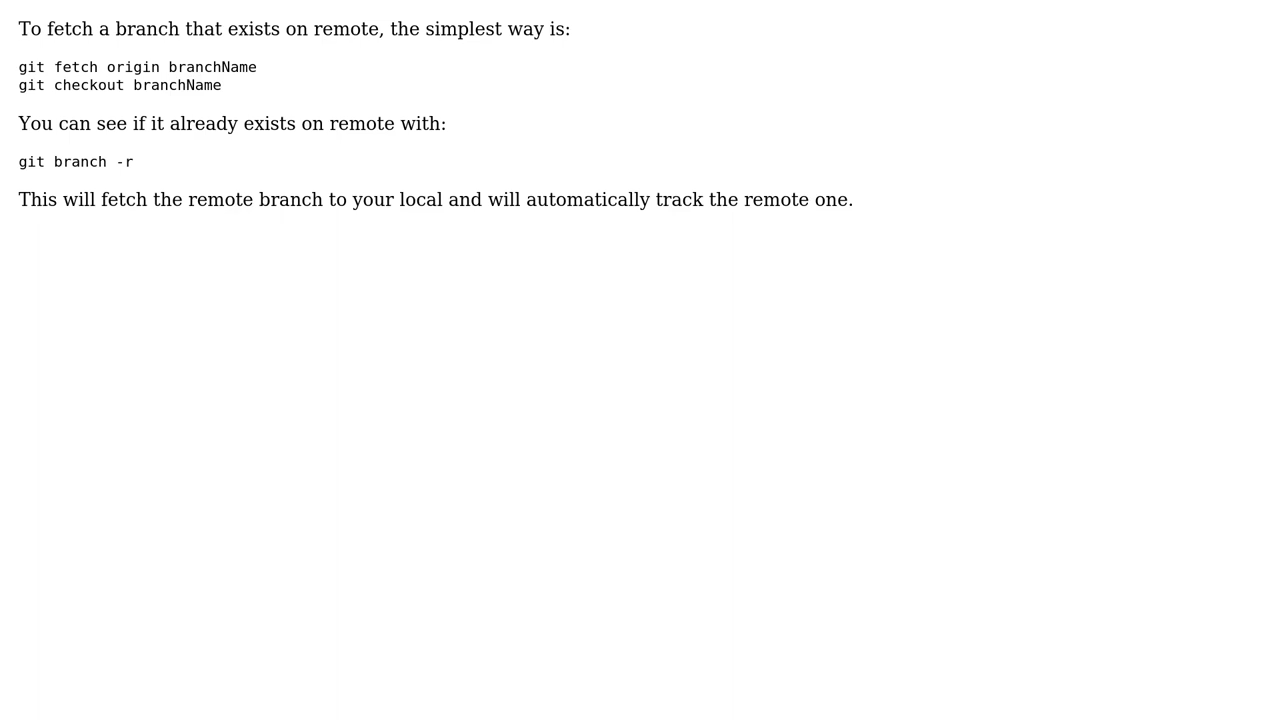 To fetch a branch that exists on remote, the simplest way is:
git fetch origin branchName
git checkout branchName
You can see if it already exists on remote with:
git branch -r
This will fetch the remote branch to your local and will automatically track the remote one.